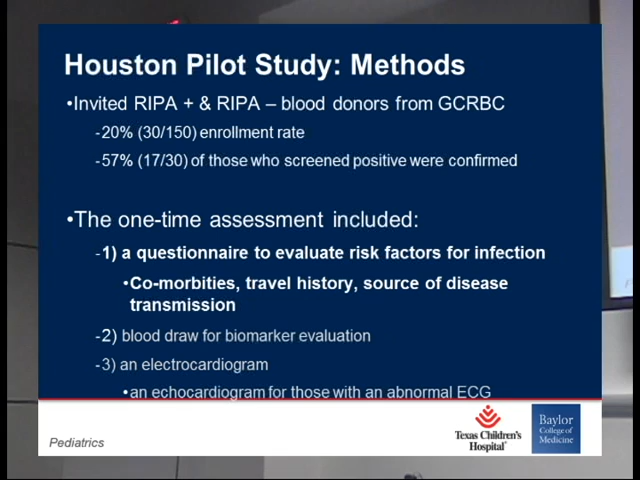 Houston Pilot Study: Methods
•Invited RIPA + & RIPA – blood donors from GCRBC
-20% (30/150) enrollment rate
-57% (17/30) of those who screened positive were confirmed
•The one-time assessment included:
-1) a questionnaire to evaluate risk factors for infection
•Co-morbities, travel history, source of disease
transmission
-2) blood draw for biomarker evaluation
-3) an electrocardiogram
•an echocardiogram for those with an abnormal ECG
Pediatrics
Texas Children's
Hospital
Baylor
College of
Medicine